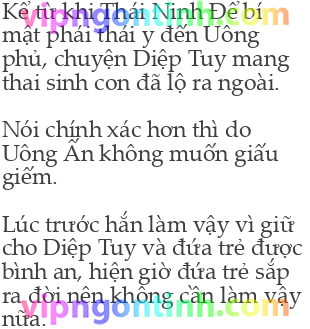 Kể từ khi Thái Ninh Đế bí
mật phái thái y đến Uông
phủ, chuyện Diệp Tuy mang
thai sinh con đã lộ ra ngoài.
Nói chính xác hơn thì do
Uông Ấn không muốn giấu
giếm.
Lúc trước hắn làm vậy vì giữ
cho Diệp Tuy và đứa trẻ được
bình an, hiện giờ đứa trẻ sắp
ra đời nên không cần làm vậy
nữa.
vipngontinh.com
vipngontinh.com